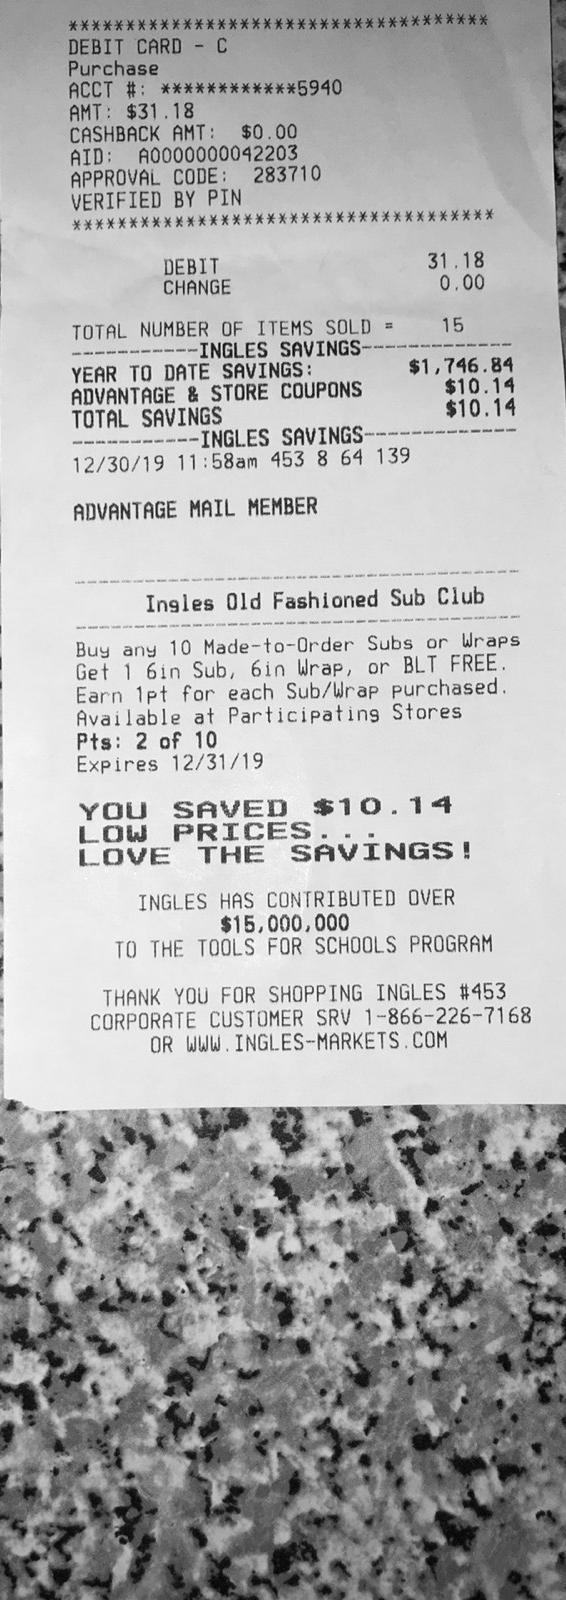 *************************************
DEBIT CARD - C
Purchase
ACCT #: ************5940
AMT: $31.18
CASHBACK AMT: $0.00
AID: A0000000042203
APPROVAL CODE: 283710
VERIFIED BY PIN
*************************************
DEBIT 31.18
CHANGE 0.00
TOTAL NUMBER OF ITEMS SOLD = 15
-----------INGLES SAVINGS-------------
YEAR TO DATE SAVINGS: $1,746.84
ADVANTAGE & STORE COUPONS $10.14
TOTAL SAVINGS $10.14
-----------INGLES SAVINGS-------------
12/30/19 11:58am 453 8 64 139
ADVANTAGE MAIL MEMBER
Ingles Old Fashioned Sub Club
Buy any 10 Made-to-Order Subs or Wraps
Get 1 6in Sub, 6in Wrap, or BLT FREE.
Earn 1pt for each Sub/Wrap purchased.
Available at Participating Stores
Pts: 2 of 10
Expires 12/31/19
YOU SAVED $10.14
LOW PRICES...
LOVE THE SAVINGS!
INGLES HAS CONTRIBUTED OVER
$15,000,000
TO THE TOOLS FOR SCHOOLS PROGRAM
THANK YOU FOR SHOPPING INGLES #453
CORPORATE CUSTOMER SRV 1-866-226-7168
OR WWW.INGLES-MARKETS.COM